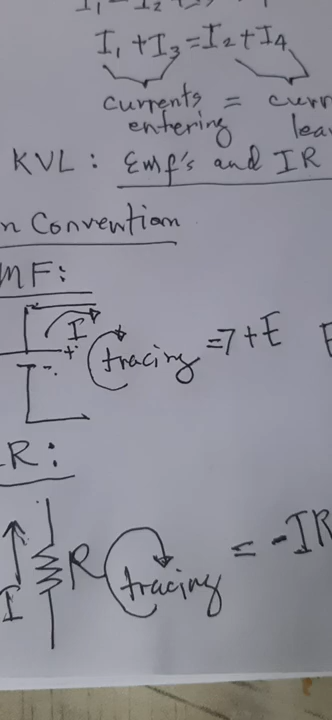 I₁ + I₃ = I₂ + I₄
currents = curr
entering lea
KVL: Emf's and IR
n Convention
MF:
I
+
-
tracing => +E E
R:
I R tracing = -IR